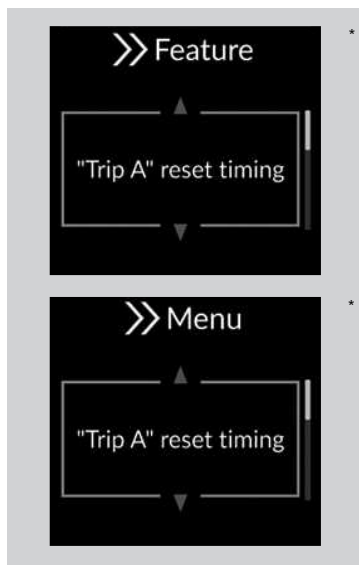 >> Feature
*
"Trip A" reset timing
>> Menu
*
"Trip A" reset timing